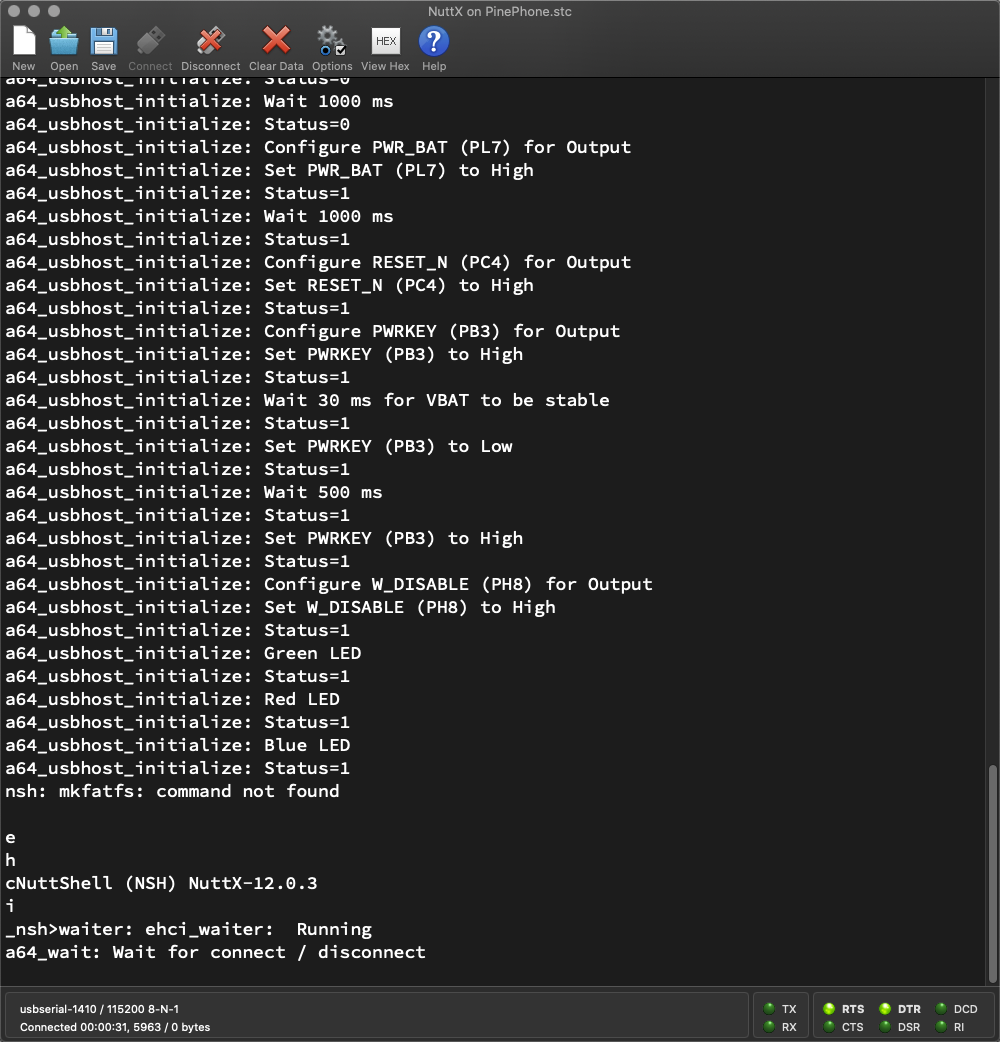 NuttX on PinePhone.stc
New Open Save Connect Disconnect Clear Data Options View Hex Help
HEX
a64_usbhost_initialize: Status=0
a64_usbhost_initialize: Wait 1000 ms
a64_usbhost_initialize: Status=0
a64_usbhost_initialize: Configure PWR_BAT (PL7) for Output
a64_usbhost_initialize: Set PWR_BAT (PL7) to High
a64_usbhost_initialize: Status=1
a64_usbhost_initialize: Wait 1000 ms
a64_usbhost_initialize: Status=1
a64_usbhost_initialize: Configure RESET_N (PC4) for Output
a64_usbhost_initialize: Set RESET_N (PC4) to High
a64_usbhost_initialize: Status=1
a64_usbhost_initialize: Configure PWRKEY (PB3) for Output
a64_usbhost_initialize: Set PWRKEY (PB3) to High
a64_usbhost_initialize: Status=1
a64_usbhost_initialize: Wait 30 ms for VBAT to be stable
a64_usbhost_initialize: Status=1
a64_usbhost_initialize: Set PWRKEY (PB3) to Low
a64_usbhost_initialize: Status=1
a64_usbhost_initialize: Wait 500 ms
a64_usbhost_initialize: Status=1
a64_usbhost_initialize: Set PWRKEY (PB3) to High
a64_usbhost_initialize: Status=1
a64_usbhost_initialize: Configure W_DISABLE (PH8) for Output
a64_usbhost_initialize: Set W_DISABLE (PH8) to High
a64_usbhost_initialize: Status=1
a64_usbhost_initialize: Green LED
a64_usbhost_initialize: Status=1
a64_usbhost_initialize: Red LED
a64_usbhost_initialize: Status=1
a64_usbhost_initialize: Blue LED
a64_usbhost_initialize: Status=1
nsh: mkfatfs: command not found
e
h
cNuttShell (NSH) NuttX-12.0.3
i
_nsh>waiter: ehci_waiter:  Running
a64_wait: Wait for connect / disconnect
usbserial-1410 / 115200 8-N-1
Connected 00:00:31, 5963 / 0 bytes
TX RTS DTR DCD
RX CTS DSR RI